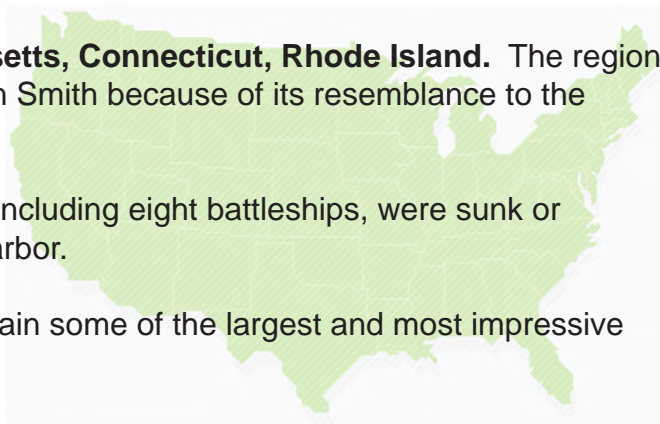 setts, Connecticut, Rhode Island. The region
n Smith because of its resemblance to the
including eight battleships, were sunk or
arbor.
ain some of the largest and most impressive